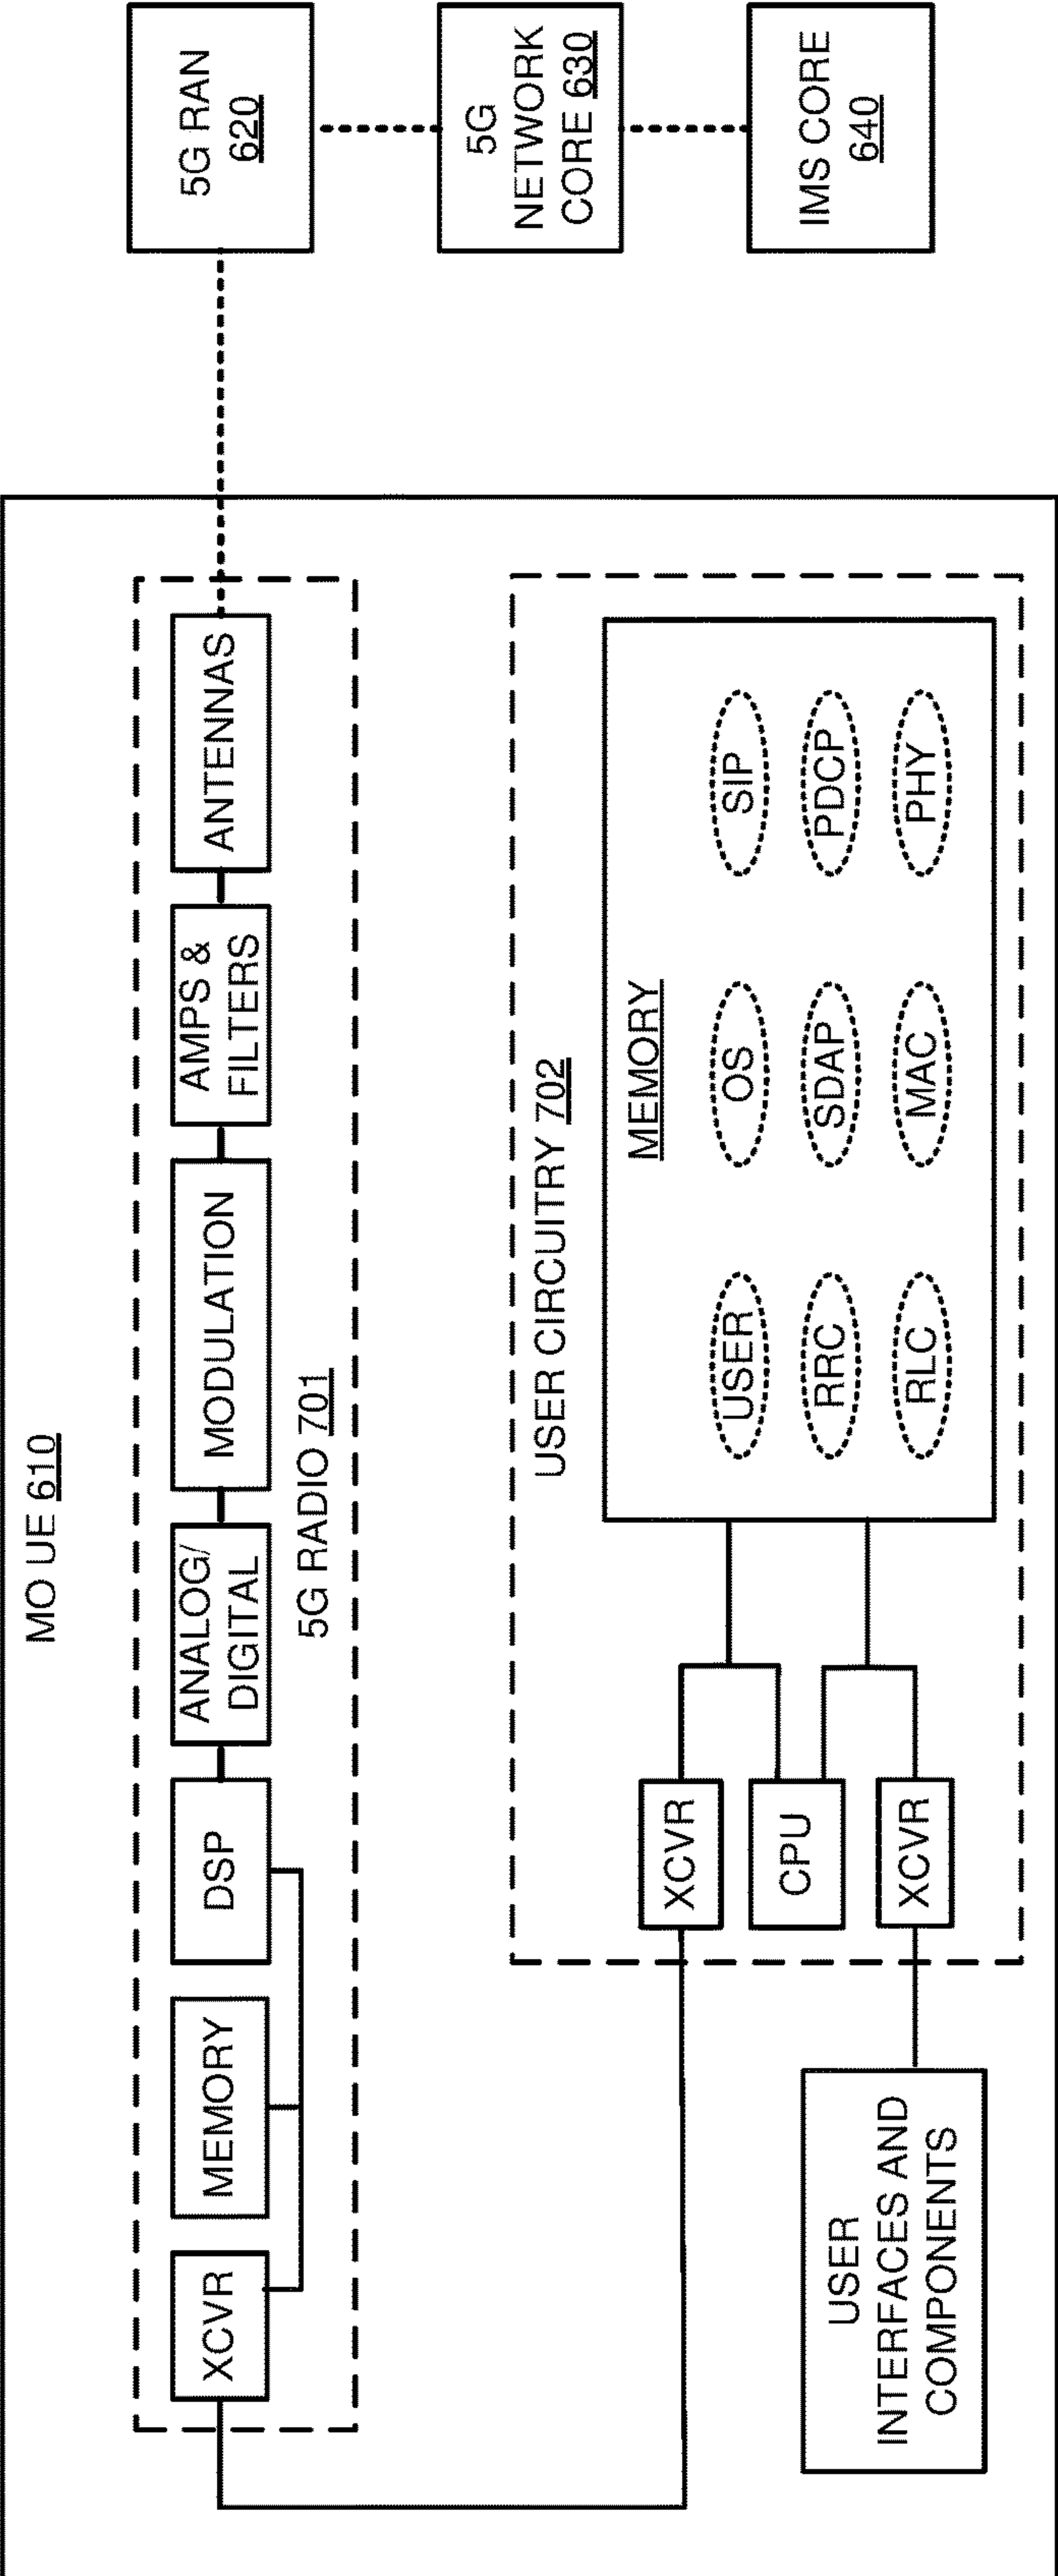 MO UE 610
XCVR
MEMORY
DSP
ANALOG/
DIGITAL
MODULATION
AMPS &
FILTERS
ANTENNAS
5G RADIO 701
5G RAN
620
5G
NETWORK
CORE 630
IMS CORE
640
USER CIRCUITRY 702
MEMORY
USER
OS
SIP
RRC
SDAP
PDCP
RLC
MAC
PHY
XCVR
CPU
XCVR
USER
INTERFACES AND
COMPONENTS